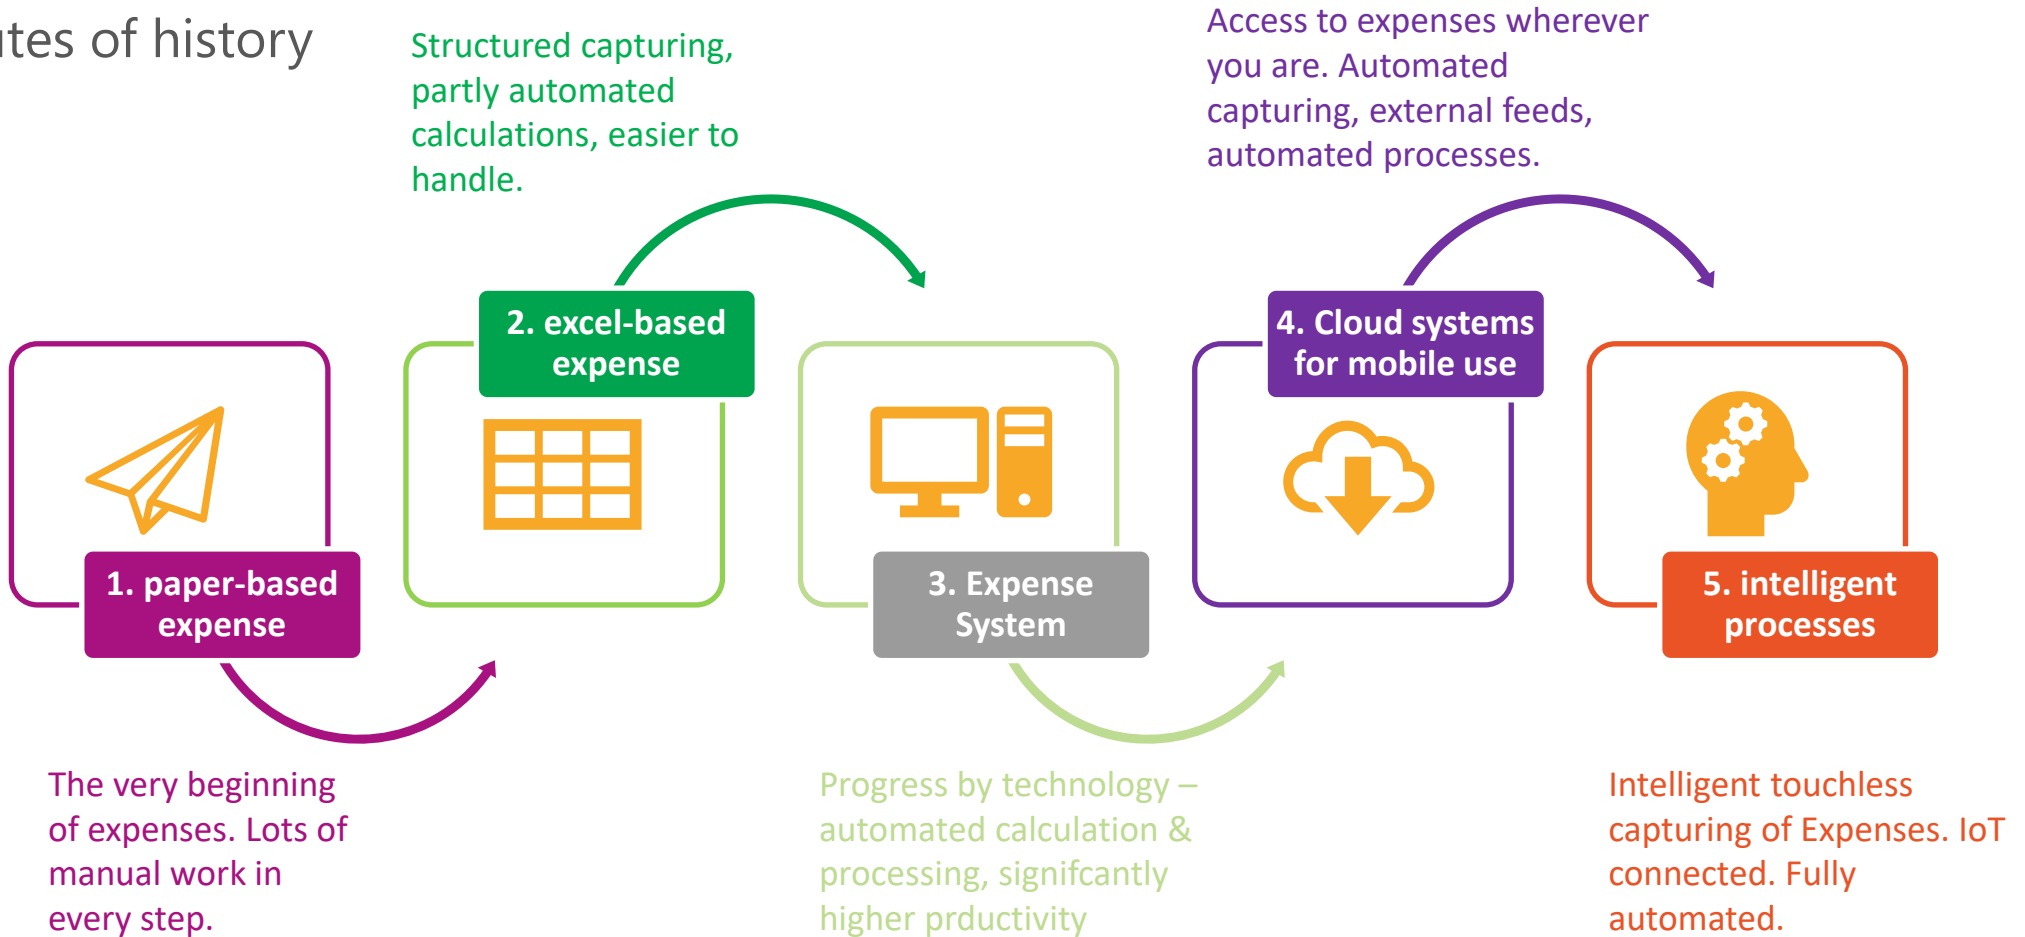 utes of history
Structured capturing,
partly automated
calculations, easier to
handle.
Access to expenses wherever
you are. Automated
capturing, external feeds,
automated processes.
2. excel-based
expense
4. Cloud systems
for mobile use
1. paper-based
expense
3. Expense
System
5. intelligent
processes
The very beginning
of expenses. Lots of
manual work in
every step.
Progress by technology –
automated calculation &
processing, signifcantly
higher prductivity
Intelligent touchless
capturing of Expenses. IoT
connected. Fully
automated.